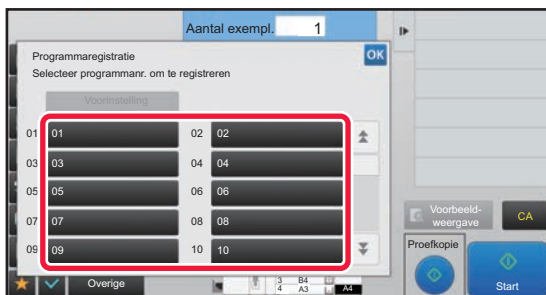 Aantal exempl. 1
Programmaregistratie
OK
Selecteer programmanr. om te registreren
Voorinstelling
01 01 02 02
03 03 04 04
05 05 06 06
07 07 08 08
09 09 10 10
Voorbeeld-
weergave
CA
Proefkopie
Start
Overige
3 B4
4 A3
A4